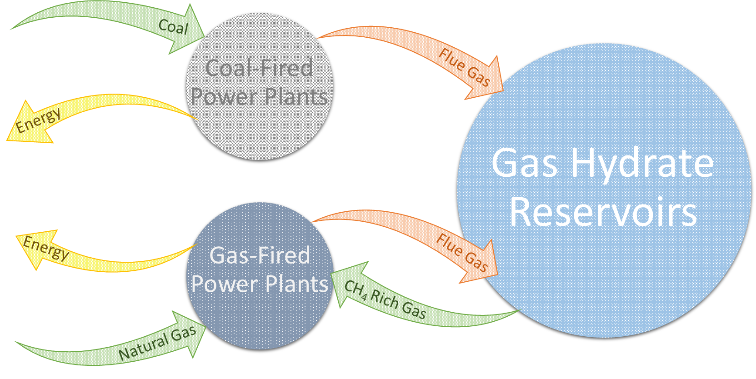 Coal
Coal-Fired
Power Plants
Flue Gas
Energy
Gas Hydrate
Reservoirs
Energy
Gas-Fired
Power Plants
Flue Gas
CH₄ Rich Gas
Natural Gas